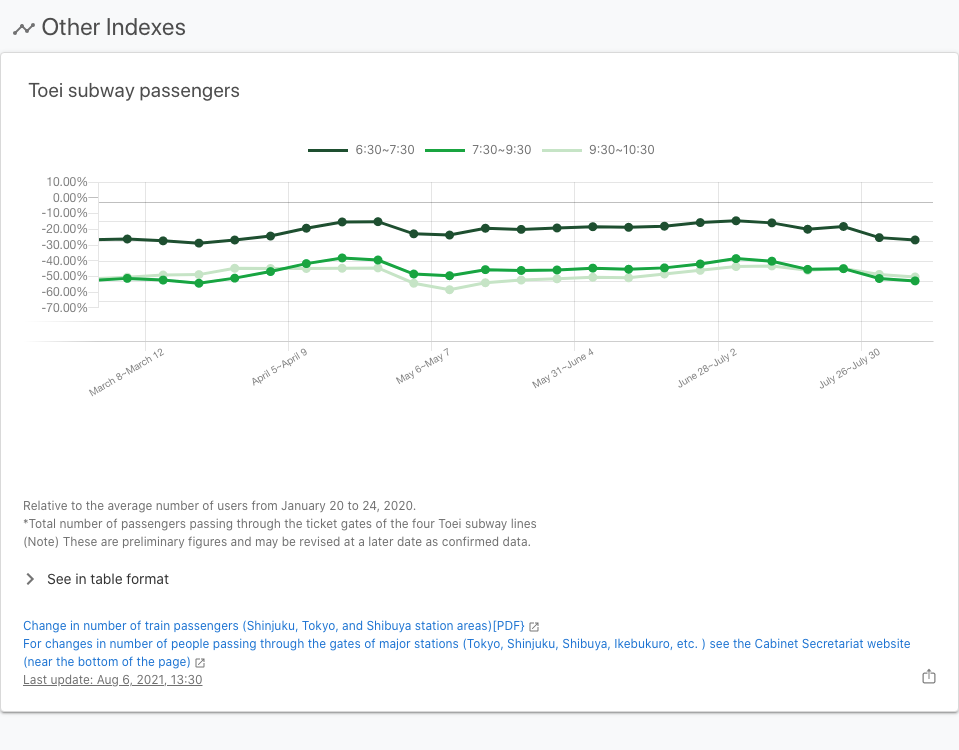 Other Indexes
Toei subway passengers
6:30~7:30 7:30~9:30 9:30~10:30
10.00%
0.00%
-10.00%
-20.00%
-30.00%
-40.00%
-50.00%
-60.00%
-70.00%
March 8~March 12 April 5~April 9 May 6~May 7 May 31~June 4 June 28~July 2 July 26~July 30
Relative to the average number of users from January 20 to 24, 2020.
*Total number of passengers passing through the ticket gates of the four Toei subway lines
(Note) These are preliminary figures and may be revised at a later date as confirmed data.
See in table format
Change in number of train passengers (Shinjuku, Tokyo, and Shibuya station areas)[PDF}
For changes in number of people passing through the gates of major stations (Tokyo, Shinjuku, Shibuya, Ikebukuro, etc. ) see the Cabinet Secretariat website
(near the bottom of the page)
Last update: Aug 6, 2021, 13:30